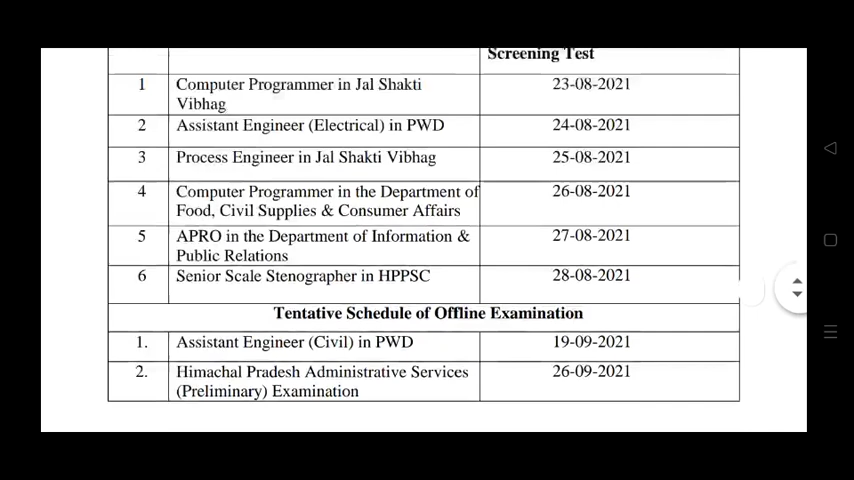 Screening Test
1 Computer Programmer in Jal Shakti 23-08-2021
Vibhag
2 Assistant Engineer (Electrical) in PWD 24-08-2021
3 Process Engineer in Jal Shakti Vibhag 25-08-2021
4 Computer Programmer in the Department of 26-08-2021
Food, Civil Supplies & Consumer Affairs
5 APRO in the Department of Information & 27-08-2021
Public Relations
6 Senior Scale Stenographer in HPPSC 28-08-2021
Tentative Schedule of Offline Examination
1. Assistant Engineer (Civil) in PWD 19-09-2021
2. Himachal Pradesh Administrative Services 26-09-2021
(Preliminary) Examination